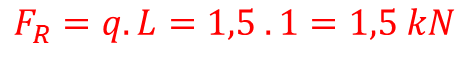 F_R = q. L = 1,5 . 1 = 1,5 kN